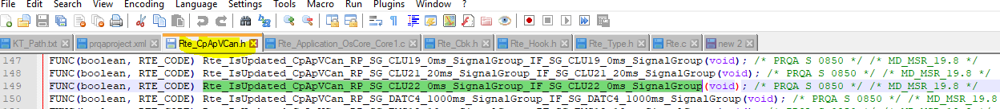 File Edit Search View Encoding Language Settings Tools Macro Run Plugins Window ?
KT_Path.txt prqaproject.xml Rte_CpApVCan.h Rte_Application_OsCore_Core1.c Rte_Cbk.h Rte_Hook.h Rte_Type.h Rte.c new 2
147 FUNC(boolean, RTE_CODE) Rte_IsUpdated_CpApVCan_RP_SG_CLU19_0ms_SignalGroup_IF_SG_CLU19_0ms_SignalGroup(void); /* PRQA S 0850 */ /* MD_MSR_19.8 */
148 FUNC(boolean, RTE_CODE) Rte_IsUpdated_CpApVCan_RP_SG_CLU21_20ms_SignalGroup_IF_SG_CLU21_20ms_SignalGroup(void); /* PRQA S 0850 */ /* MD_MSR_19.8 */
149 FUNC(boolean, RTE_CODE) Rte_IsUpdated_CpApVCan_RP_SG_CLU22_0ms_SignalGroup_IF_SG_CLU22_0ms_SignalGroup(void); /* PRQA S 0850 */ /* MD_MSR_19.8 */
150 FUNC(boolean, RTE_CODE) Rte_IsUpdated_CpApVCan_RP_SG_DATC4_1000ms_SignalGroup_IF_SG_DATC4_1000ms_SignalGroup(void); /* PRQA S 0850 */ /* MD_MSR_19.8